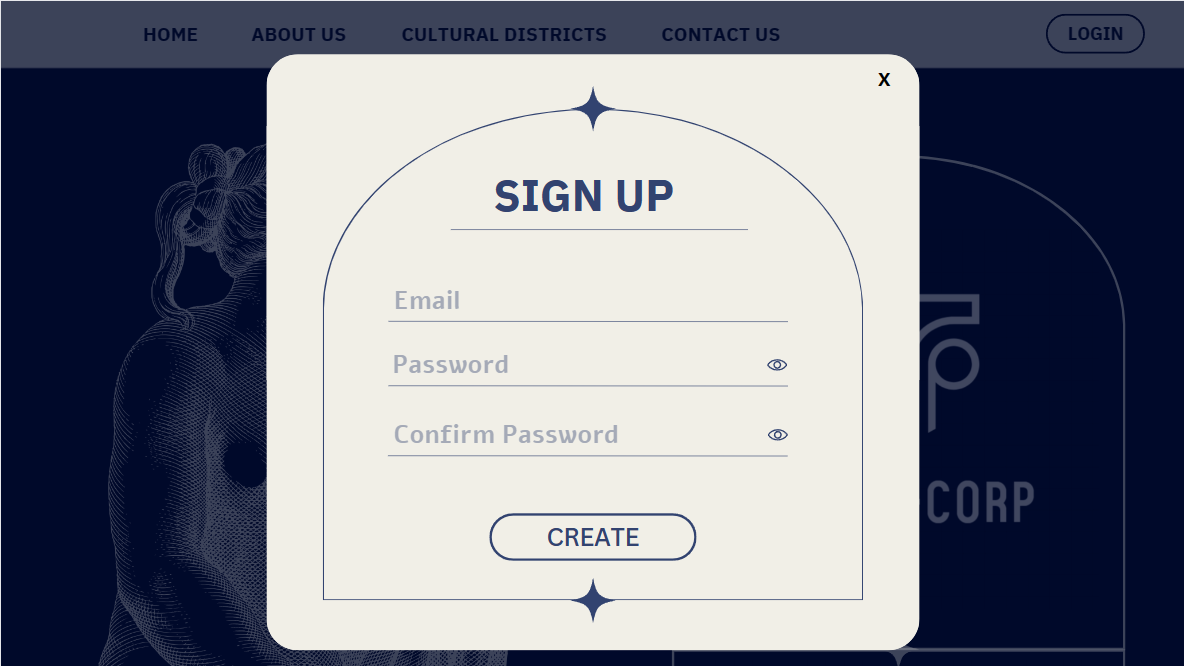 HOME ABOUT US CULTURAL DISTRICTS CONTACT US LOGIN
X
SIGN UP
Email
Password
Confirm Password
CORP
CREATE